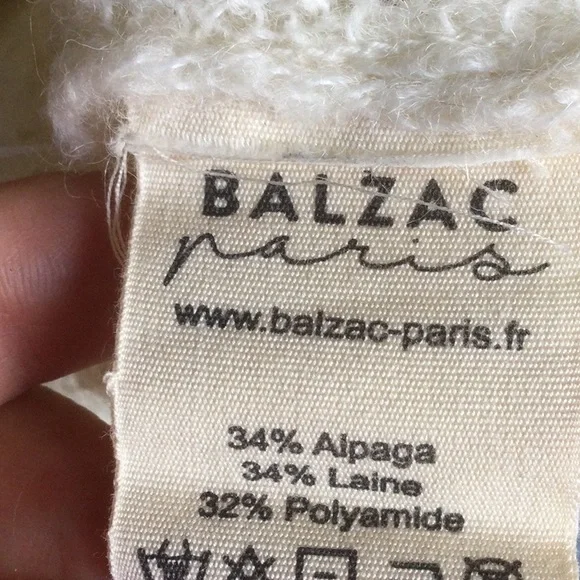 BALZAC
paris
www.balzac-paris.fr
34% Alpaga
34% Laine
32% Polyamide